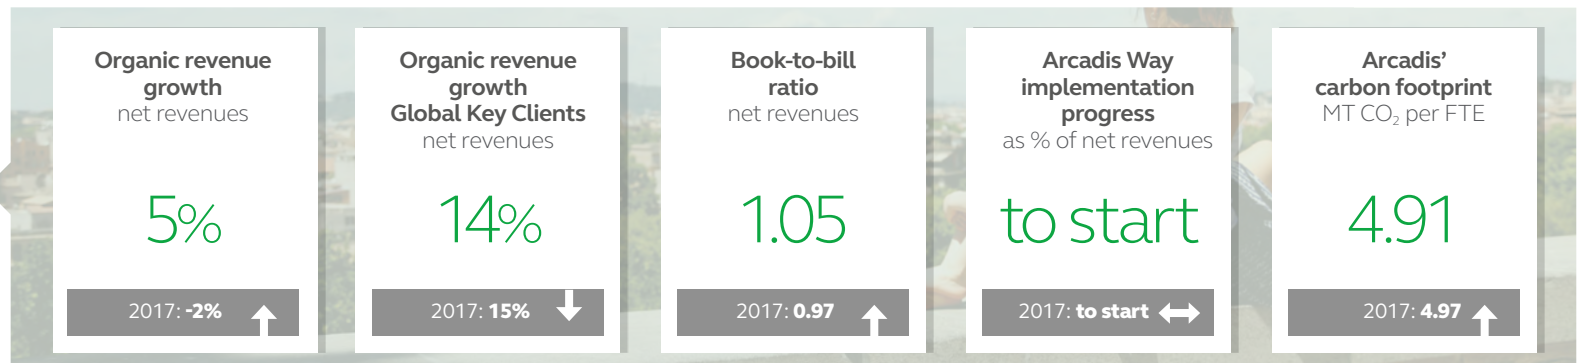 Organic revenue
growth
net revenues
5%
2017: -2%
Organic revenue
growth
Global Key Clients
net revenues
14%
2017: 15%
Book-to-bill
ratio
net revenues
1.05
2017: 0.97
Arcadis Way
implementation
progress
as % of net revenues
to start
2017: to start
Arcadis’
carbon footprint
MT CO₂ per FTE
4.91
2017: 4.97